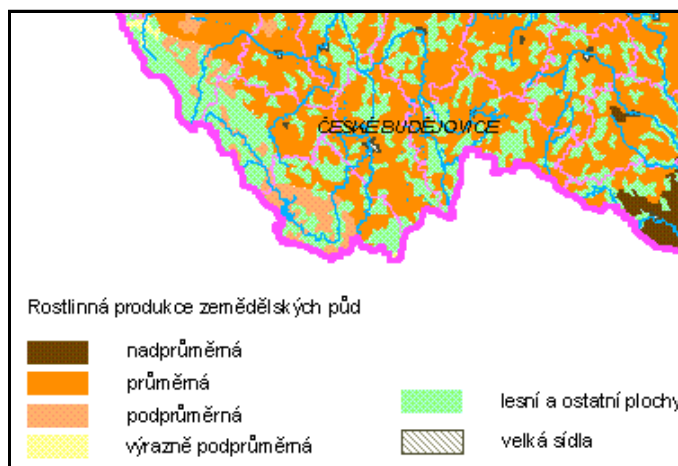 ČESKÉ BUDĚJOVICE
Rostlinná produkce zemědělských půd
nadprůměrná
průměrná
podprůměrná
výrazně podprůměrná
lesní a ostatní plochy
velká sídla